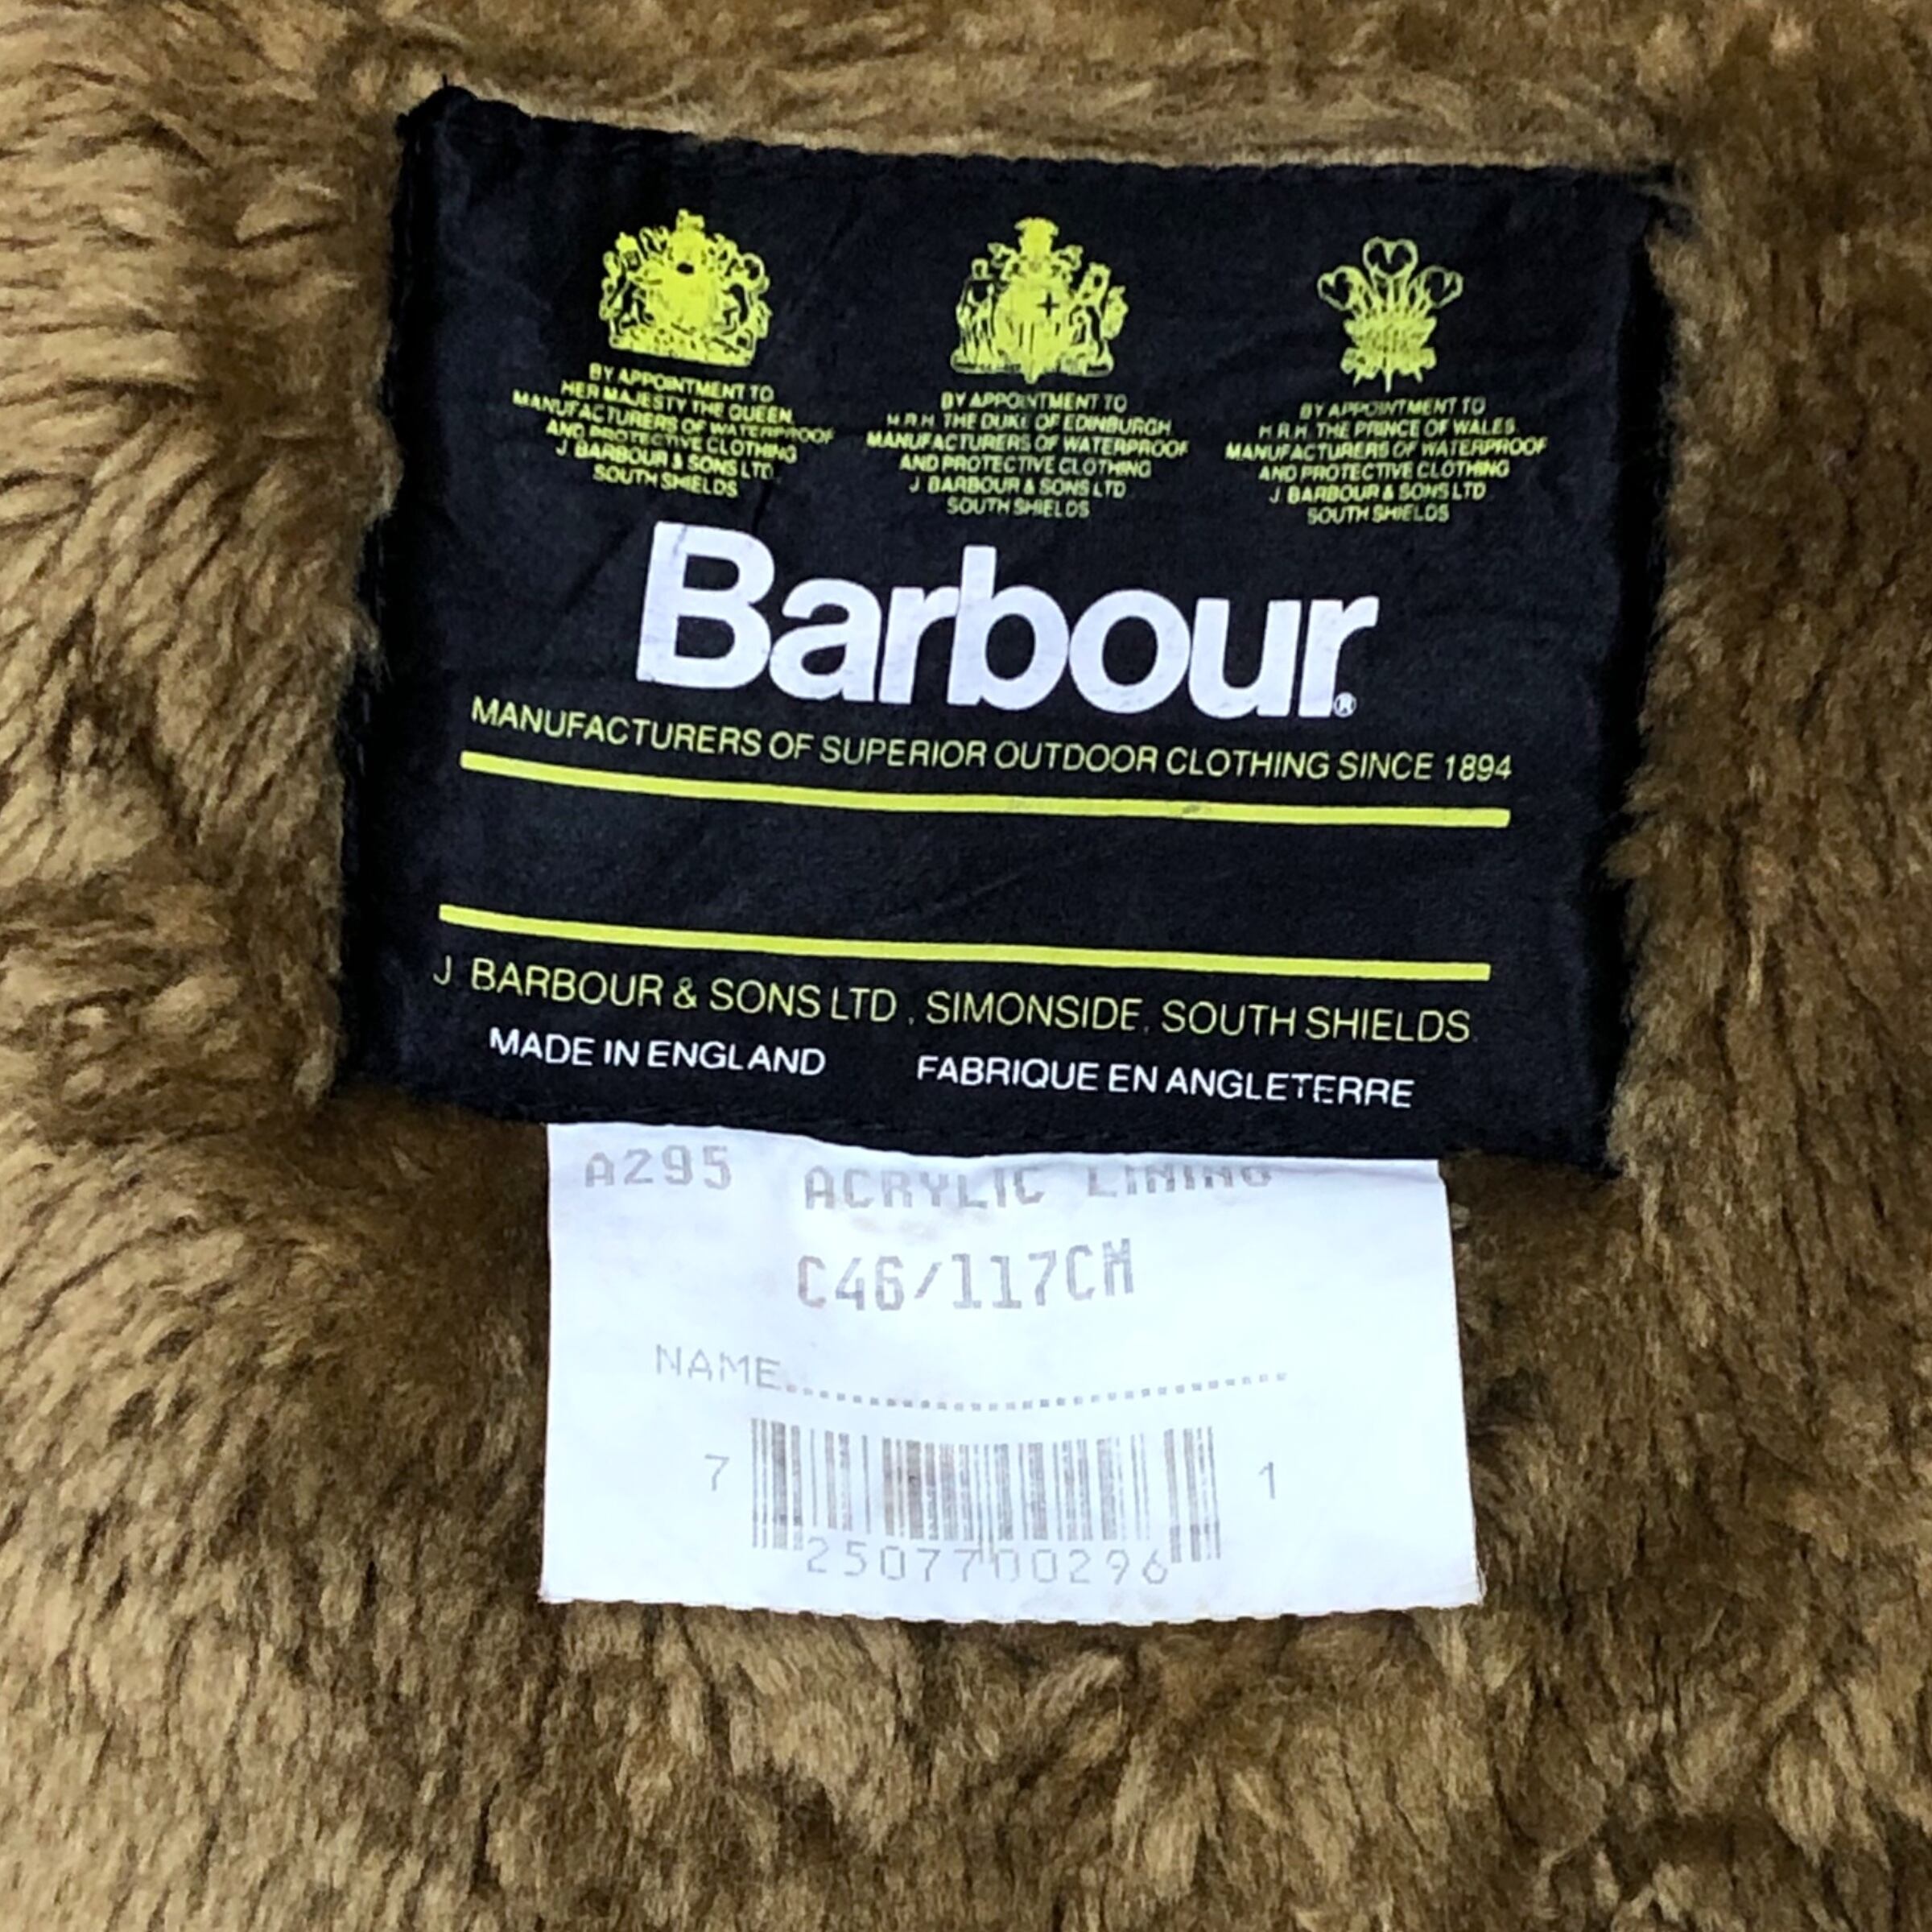 BY APPOINTMENT TO
HER MAJESTY THE QUEEN
MANUFACTURERS OF WATERPROOF
AND PROTECTIVE CLOTHING
J BARBOUR & SONS LTD
SOUTH SHIELDS
BY APPOINTMENT TO
H.R.H. THE DUKE OF EDINBURGH
MANUFACTURERS OF WATERPROOF
AND PROTECTIVE CLOTHING
J BARBOUR & SONS LTD
SOUTH SHIELDS
BY APPOINTMENT TO
H.R.H. THE PRINCE OF WALES
MANUFACTURERS OF WATERPROOF
AND PROTECTIVE CLOTHING
J BARBOUR & SONS LTD
SOUTH SHIELDS
Barbour®
MANUFACTURERS OF SUPERIOR OUTDOOR CLOTHING SINCE 1894
J BARBOUR & SONS LTD., SIMONSIDE, SOUTH SHIELDS.
MADE IN ENGLAND FABRIQUE EN ANGLETERRE
A295 ACRYLIC LINING
C46/117CM
NAME........................................
7 250770 0296 1